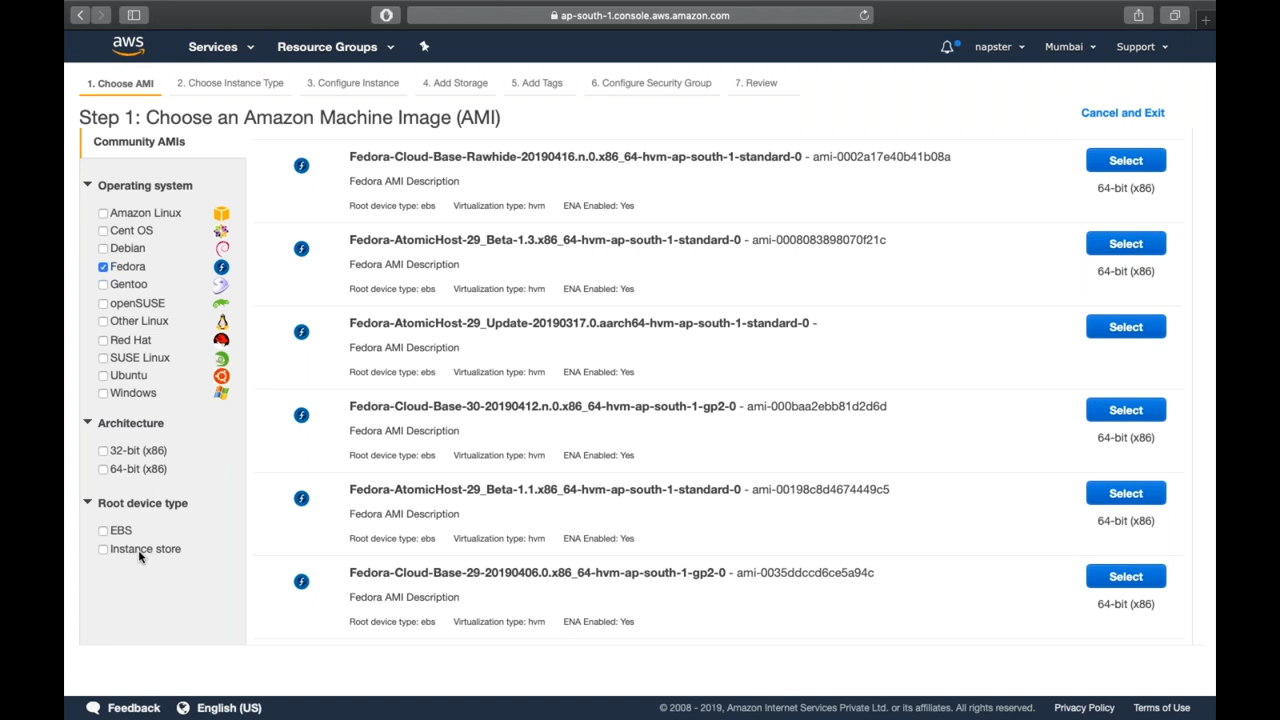 ap-south-1.console.aws.amazon.com
aws Services Resource Groups napster Mumbai Support
1. Choose AMI 2. Choose Instance Type 3. Configure Instance 4. Add Storage 5. Add Tags 6. Configure Security Group 7. Review
Step 1: Choose an Amazon Machine Image (AMI)
Cancel and Exit
Community AMIs
Operating system
Amazon Linux
Cent OS
Debian
Fedora
Gentoo
openSUSE
Other Linux
Red Hat
SUSE Linux
Ubuntu
Windows
Architecture
32-bit (x86)
64-bit (x86)
Root device type
EBS
Instance store
Fedora-Cloud-Base-Rawhide-20190416.n.0.x86_64-hvm-ap-south-1-standard-0 - ami-0002a17e40b41b08a
Select
Fedora AMI Description
64-bit (x86)
Root device type: ebs Virtualization type: hvm ENA Enabled: Yes
Fedora-AtomicHost-29_Beta-1.3.x86_64-hvm-ap-south-1-standard-0 - ami-0008083898070f21c
Select
Fedora AMI Description
64-bit (x86)
Root device type: ebs Virtualization type: hvm ENA Enabled: Yes
Fedora-AtomicHost-29_Update-20190317.0.aarch64-hvm-ap-south-1-standard-0 -
Select
Fedora AMI Description
Root device type: ebs Virtualization type: hvm ENA Enabled: Yes
Fedora-Cloud-Base-30-20190412.n.0.x86_64-hvm-ap-south-1-gp2-0 - ami-000baa2ebb81d2d6d
Select
Fedora AMI Description
64-bit (x86)
Root device type: ebs Virtualization type: hvm ENA Enabled: Yes
Fedora-AtomicHost-29_Beta-1.1.x86_64-hvm-ap-south-1-standard-0 - ami-00198c8d4674449c5
Select
Fedora AMI Description
64-bit (x86)
Root device type: ebs Virtualization type: hvm ENA Enabled: Yes
Fedora-Cloud-Base-29-20190406.0.x86_64-hvm-ap-south-1-gp2-0 - ami-0035ddccd6ce5a94c
Select
Fedora AMI Description
64-bit (x86)
Root device type: ebs Virtualization type: hvm ENA Enabled: Yes
Feedback English (US) © 2008 - 2019, Amazon Internet Services Private Ltd. or its affiliates. All rights reserved. Privacy Policy Terms of Use